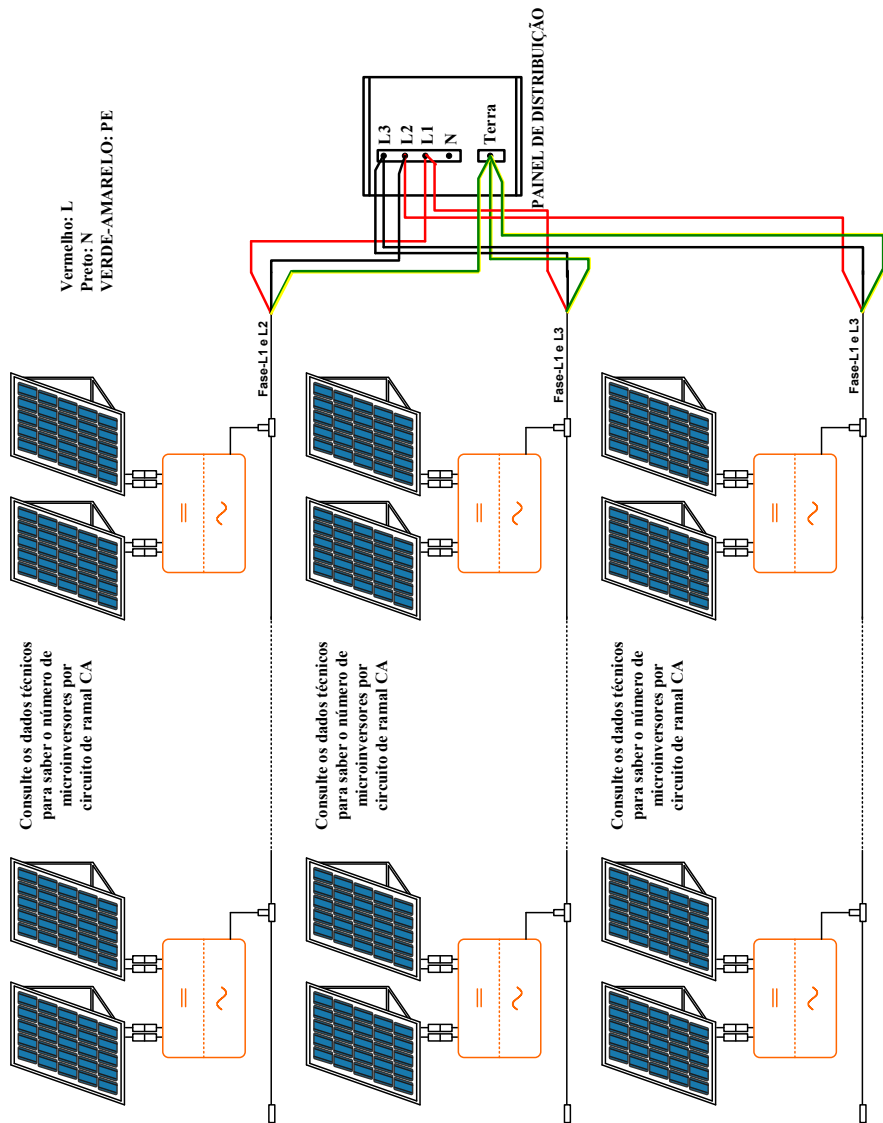 Vermelho: L
Preto: N
VERDE-AMARELO: PE
L3
L2
L1
N
Terra
PAINEL DE DISTRIBUIÇÃO
Fase-L1 e L2
Fase-L1 e L3
Fase-L1 e L3
Consulte os dados técnicos
para saber o número de
microinversores por
circuito de ramal CA
Consulte os dados técnicos
para saber o número de
microinversores por
circuito de ramal CA
Consulte os dados técnicos
para saber o número de
microinversores por
circuito de ramal CA